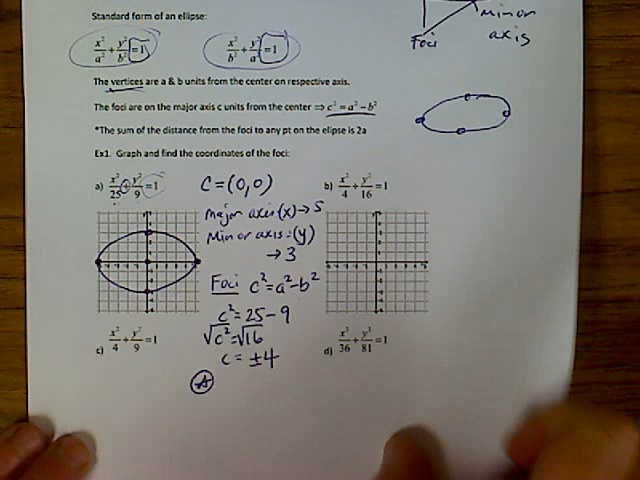 Standard form of an ellipse:
x²/a² + y²/b² = 1
x²/b² + y²/a² = 1
Minor axis
Foci
The vertices are a & b units from the center on respective axis.
The foci are on the major axis c units from the center ⇒ c² = a² − b²
*The sum of the distance from the foci to any pt on the elipse is 2a
Ex1. Graph and find the coordinates of the foci:
a) x²/25 + y²/9 = 1
C = (0,0)
major axis (x) → 5
Minor axis = (y)
→ 3
Foci c² = a² − b²
c² = 25 − 9
√c² = √16
c = ±4
b) x²/4 + y²/16 = 1
c) x²/4 + y²/9 = 1
d) x²/36 + y²/81 = 1